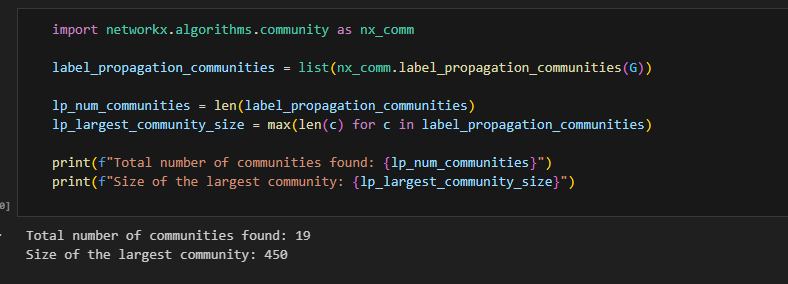 import networkx.algorithms.community as nx_comm
label_propagation_communities = list(nx_comm.label_propagation_communities(G))
lp_num_communities = len(label_propagation_communities)
lp_largest_community_size = max(len(c) for c in label_propagation_communities)
print(f"Total number of communities found: {lp_num_communities}")
print(f"Size of the largest community: {lp_largest_community_size}")
0]
Total number of communities found: 19
Size of the largest community: 450